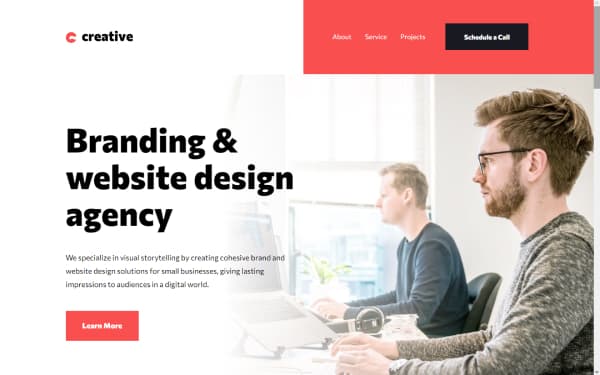 creative
About Service Projects Schedule a Call
Branding &
website design
agency
We specialize in visual storytelling by creating cohesive brand and
website design solutions for small businesses, giving lasting
impressions to audiences in a digital world.
Learn More